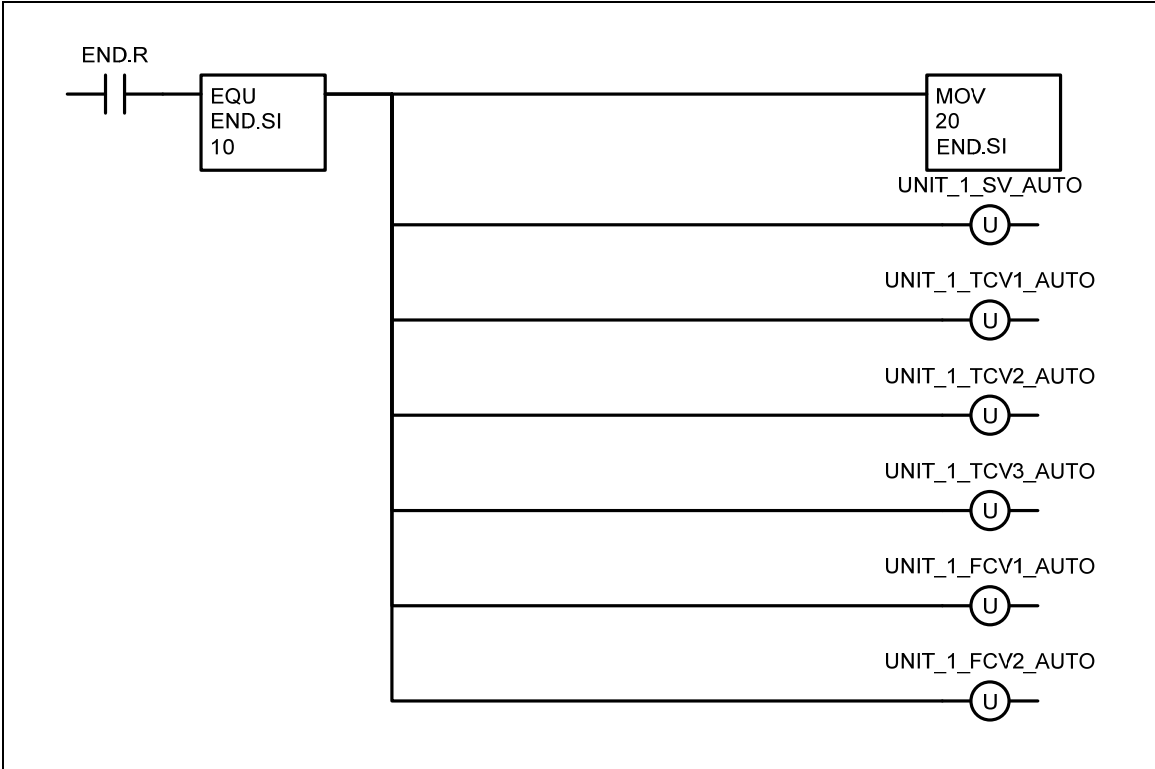 END.R
EQU
END.SI
10
MOV
20
END.SI
UNIT_1_SV_AUTO
U
UNIT_1_TCV1_AUTO
U
UNIT_1_TCV2_AUTO
U
UNIT_1_TCV3_AUTO
U
UNIT_1_FCV1_AUTO
U
UNIT_1_FCV2_AUTO
U